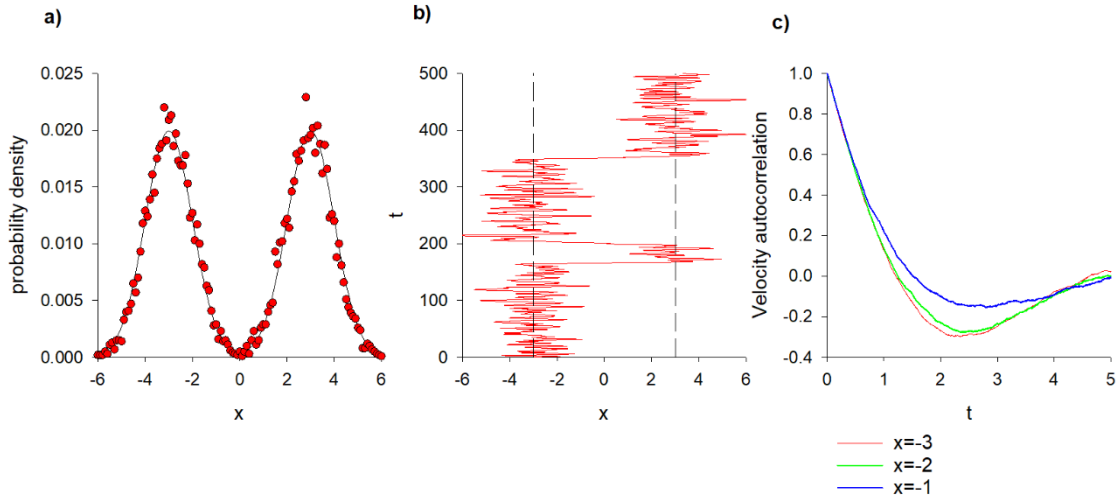 a)
0.025
0.020
0.015
0.010
0.005
0.000
probability density
-6 -4 -2 0 2 4 6
x
b)
500
400
300
200
100
0
t
-6 -4 -2 0 2 4 6
x
c)
1.0
0.8
0.6
0.4
0.2
0.0
-0.2
-0.4
Velocity autocorrelation
0 1 2 3 4 5
t
x=-3
x=-2
x=-1